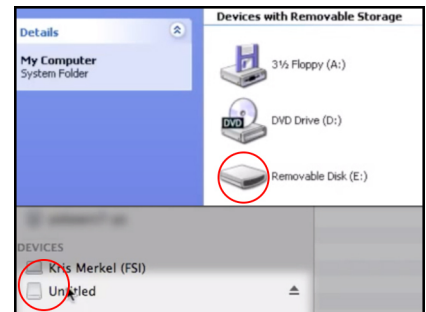 Devices with Removable Storage
Details
My Computer
System Folder
3½ Floppy (A:)
DVD
DVD Drive (D:)
Removable Disk (E:)
DEVICES
Kris Merkel (FSI)
Untitled